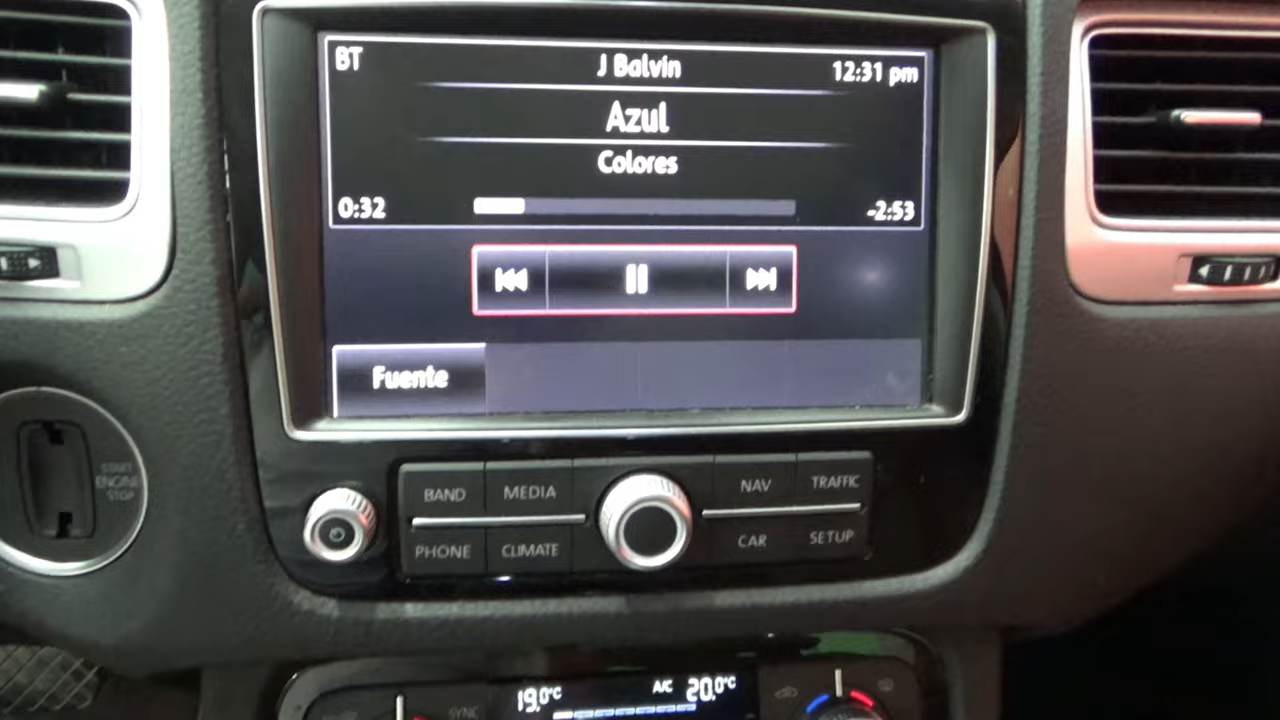 BT J Balvin 12:31 pm
Azul
Colores
0:32 -2:53
Fuente
START ENGINE STOP
BAND MEDIA NAV TRAFFIC
PHONE CLIMATE CAR SETUP
19.0°C A/C 20.0°C
SYNC